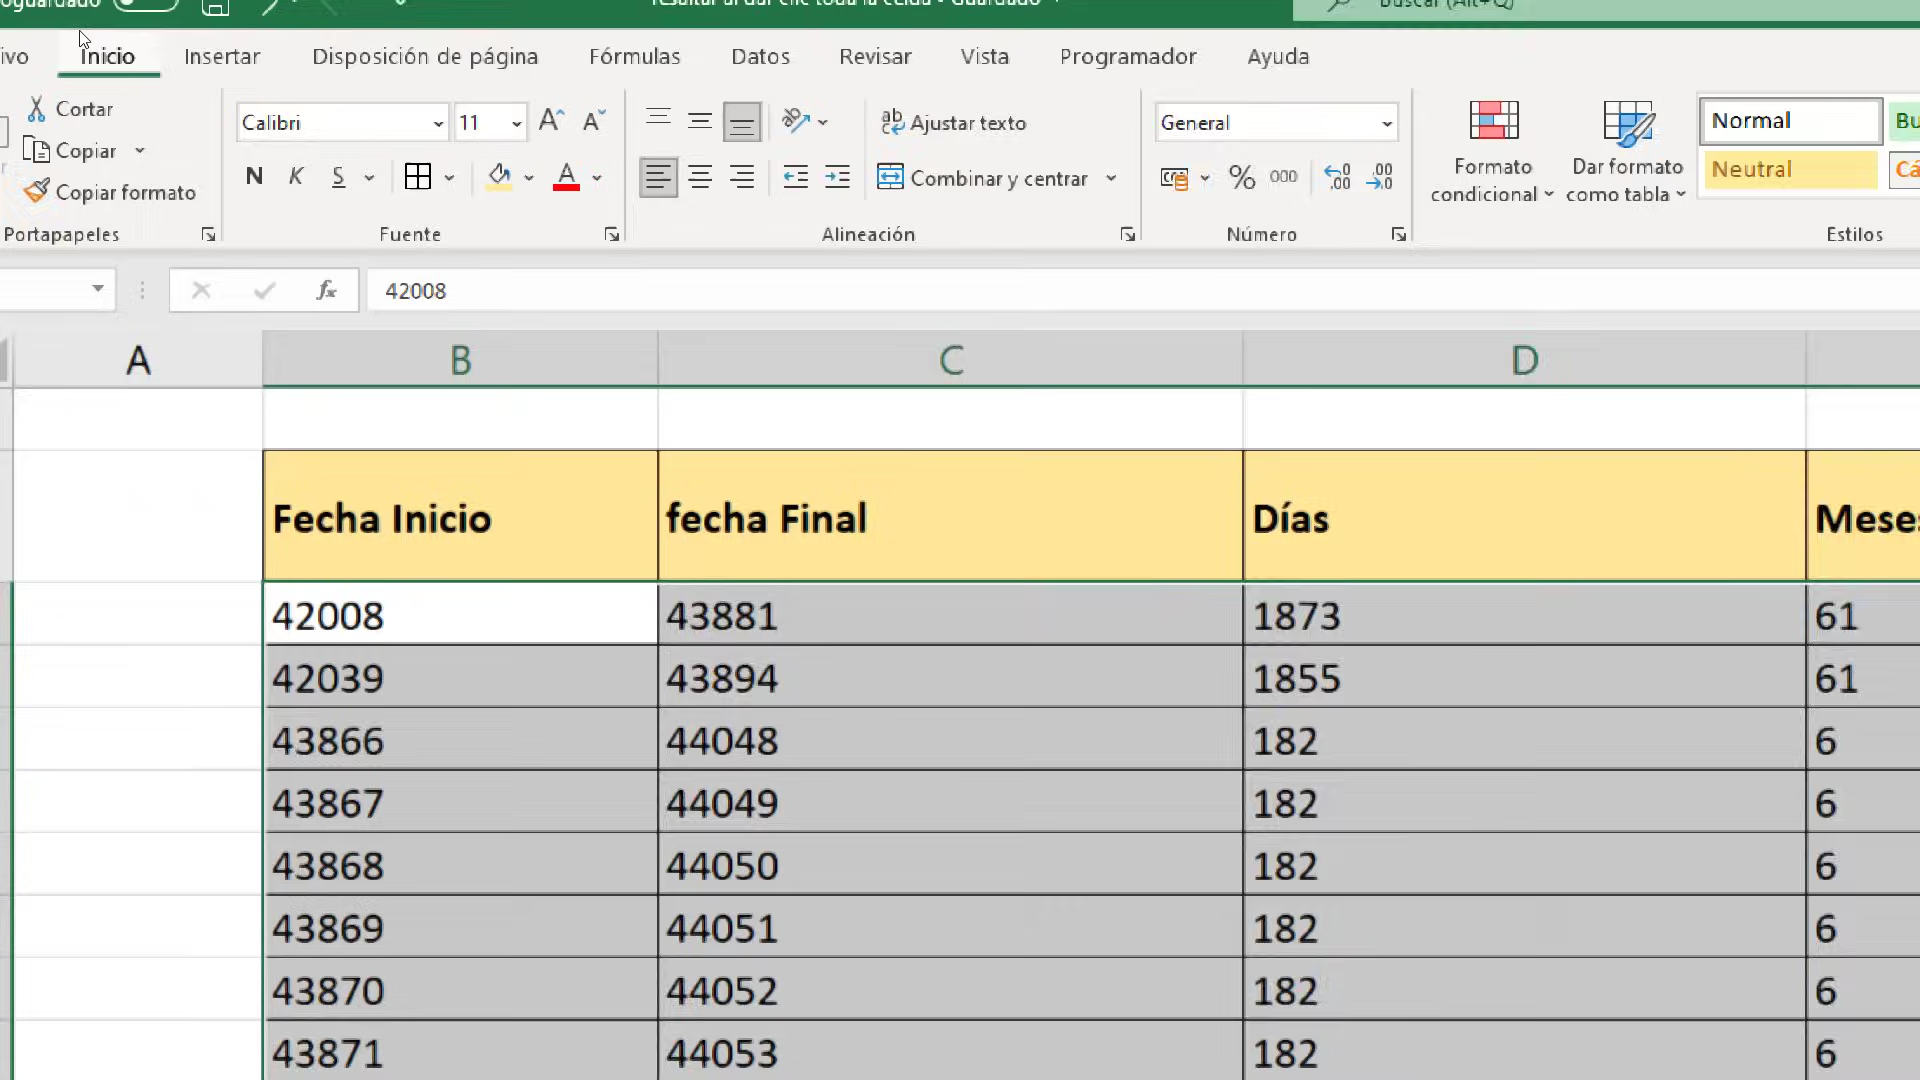 Inicio Insertar Disposición de página Fórmulas Datos Revisar Vista Programador Ayuda
Cortar
Copiar
Copiar formato
Portapapeles
Calibri 11
N K S
Fuente
Ajustar texto
Combinar y centrar
Alineación
General
% 000
Número
Formato condicional
Dar formato como tabla
Normal
Neutral
Estilos
fx 42008
A B C D
Fecha Inicio fecha Final Días Meses
42008 43881 1873 61
42039 43894 1855 61
43866 44048 182 6
43867 44049 182 6
43868 44050 182 6
43869 44051 182 6
43870 44052 182 6
43871 44053 182 6